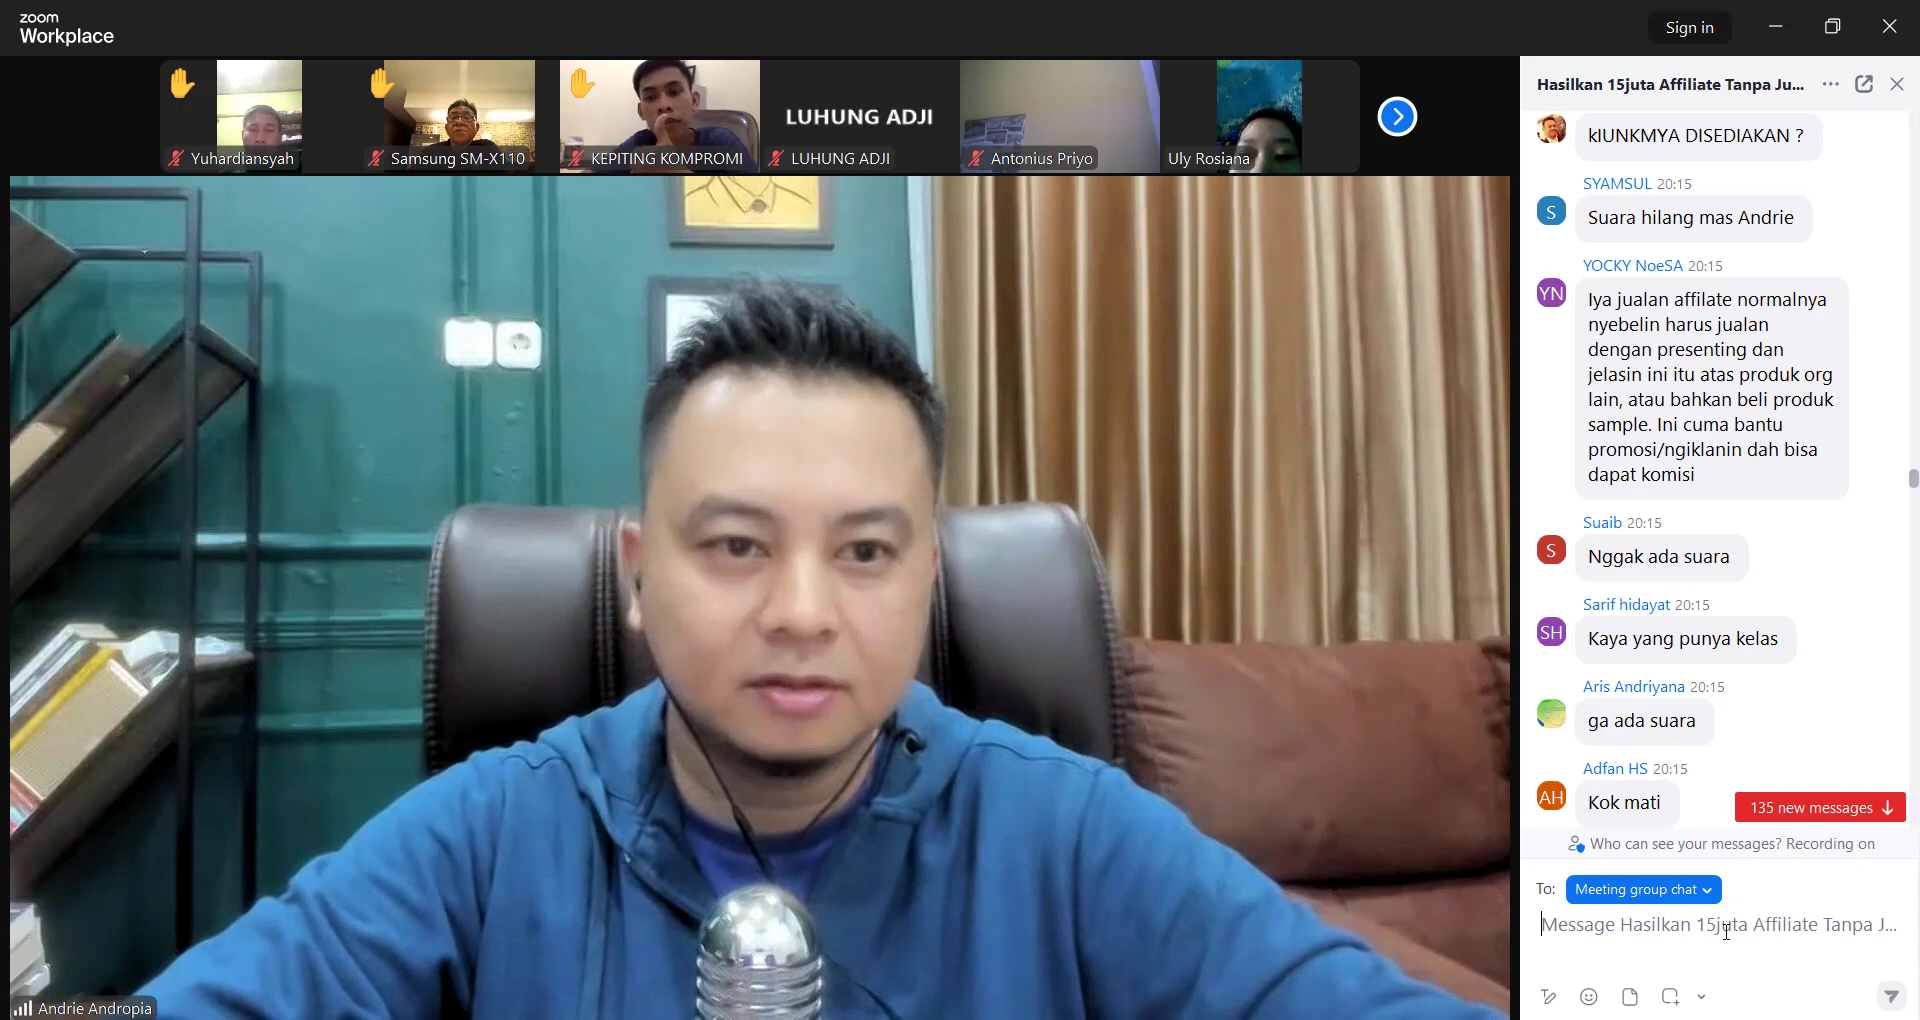 zoom
Workplace
Sign in
Yuhardiansyah
Samsung SM-X110
KEPITING KOMPROMI
LUHUNG ADJI
LUHUNG ADJI
Antonius Priyo
Uly Rosiana
Andrie Andropia
Hasilkan 15juta Affiliate Tanpa Ju...
kIUNKMYA DISEDIAKAN ?
SYAMSUL 20:15
S
Suara hilang mas Andrie
YOCKY NoeSA 20:15
YN
Iya jualan affilate normalnya
nyebelin harus jualan
dengan presenting dan
jelasin ini itu atas produk org
lain, atau bahkan beli produk
sample. Ini cuma bantu
promosi/ngiklanin dah bisa
dapat komisi
Suaib 20:15
S
Nggak ada suara
Sarif hidayat 20:15
SH
Kaya yang punya kelas
Aris Andriyana 20:15
ga ada suara
Adfan HS 20:15
AH
Kok mati
135 new messages
Who can see your messages? Recording on
To: Meeting group chat
Message Hasilkan 15juta Affiliate Tanpa J...